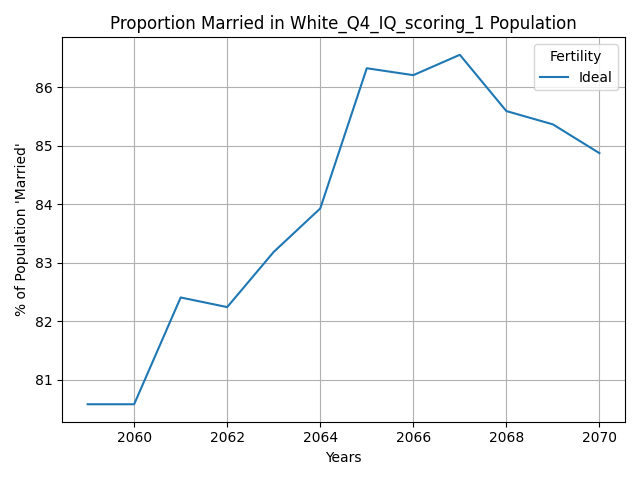 Proportion Married in White_Q4_IQ_scoring_1 Population
Fertility
Ideal
% of Population 'Married'
86
85
84
83
82
81
2060 2062 2064 2066 2068 2070
Years